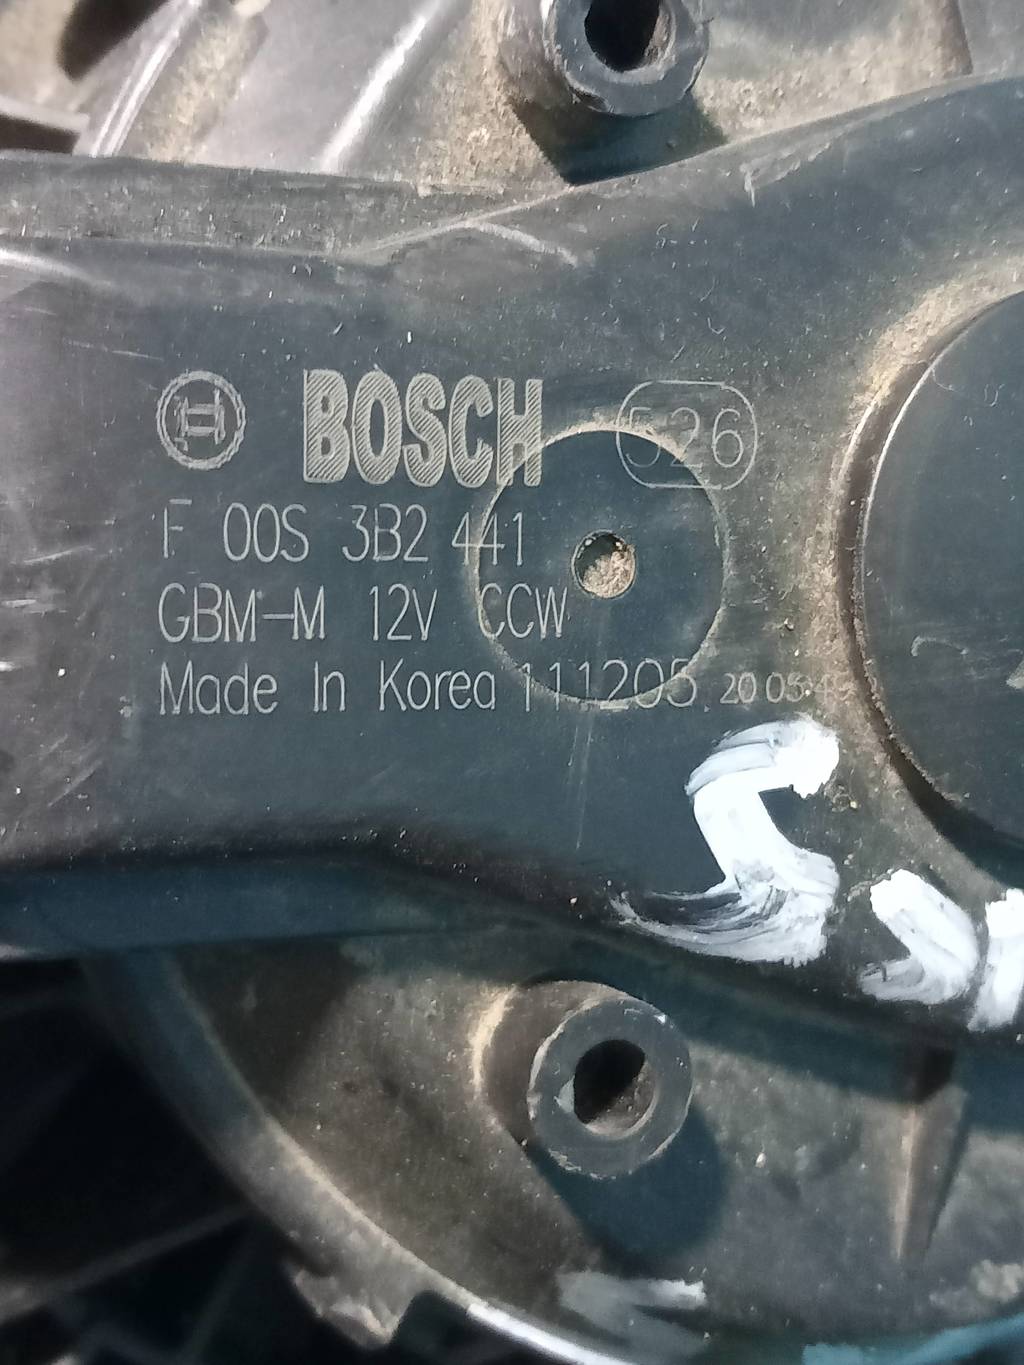 BOSCH 526
F 00S 3B2 441
GBM-M 12V CCW
Made In Korea 111205